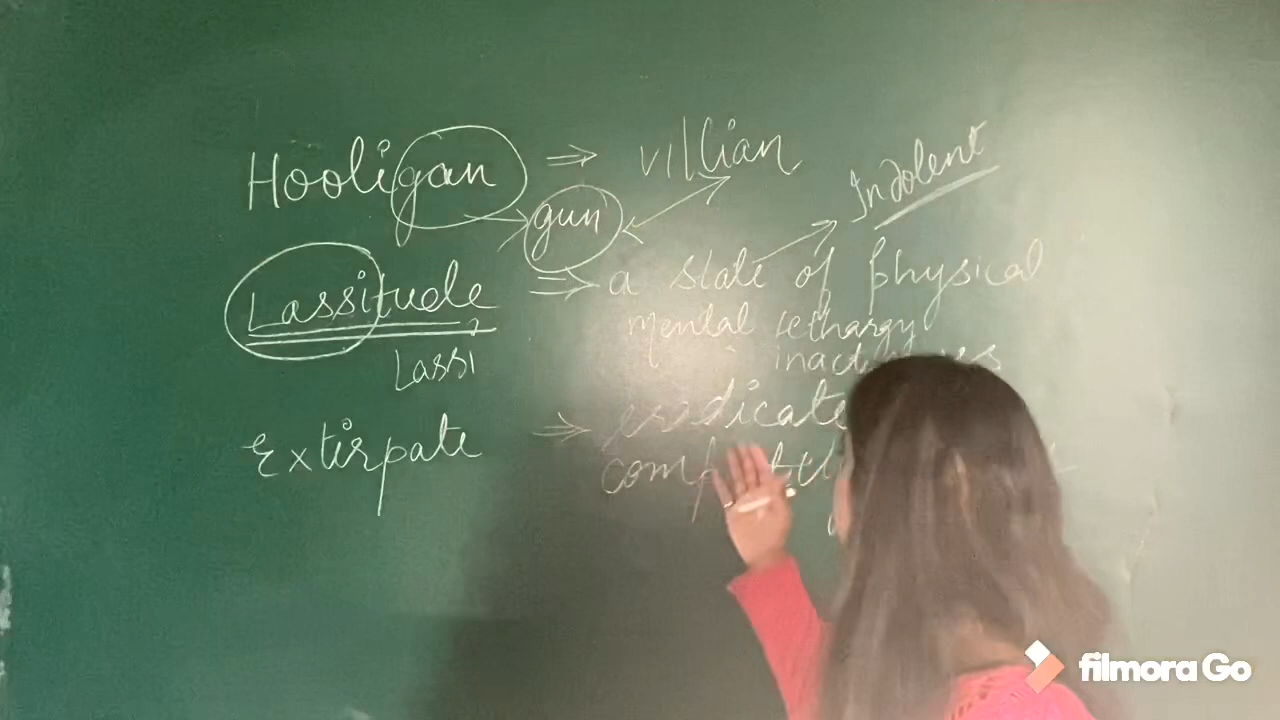 Hooligan ⇒ villian
gun
Indolent
Lassitude ⇒ a state of physical
mental lethargy
Lassi
Extirpate ⇒ eradicate
filmora Go